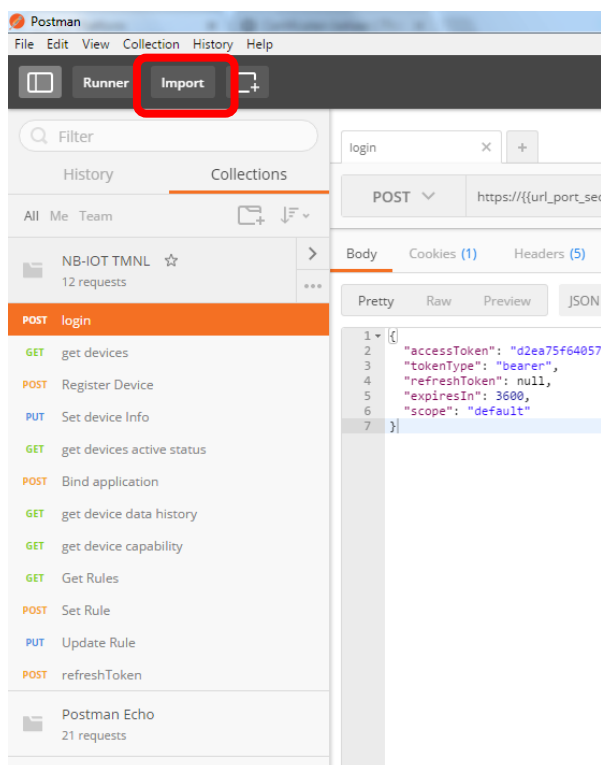 Postman
File Edit View Collection History Help
Runner Import
Filter
History Collections
All Me Team
NB-IOT TMNL
12 requests
POST login
GET get devices
POST Register Device
PUT Set device Info
GET get devices active status
POST Bind application
GET get device data history
GET get device capability
GET Get Rules
POST Set Rule
PUT Update Rule
POST refreshToken
Postman Echo
21 requests
login
POST https://{{url_port_sec
Body Cookies (1) Headers (5)
Pretty Raw Preview JSON
1 {
2 "accessToken": "d2ea75f64057
3 "tokenType": "bearer",
4 "refreshToken": null,
5 "expiresIn": 3600,
6 "scope": "default"
7 }